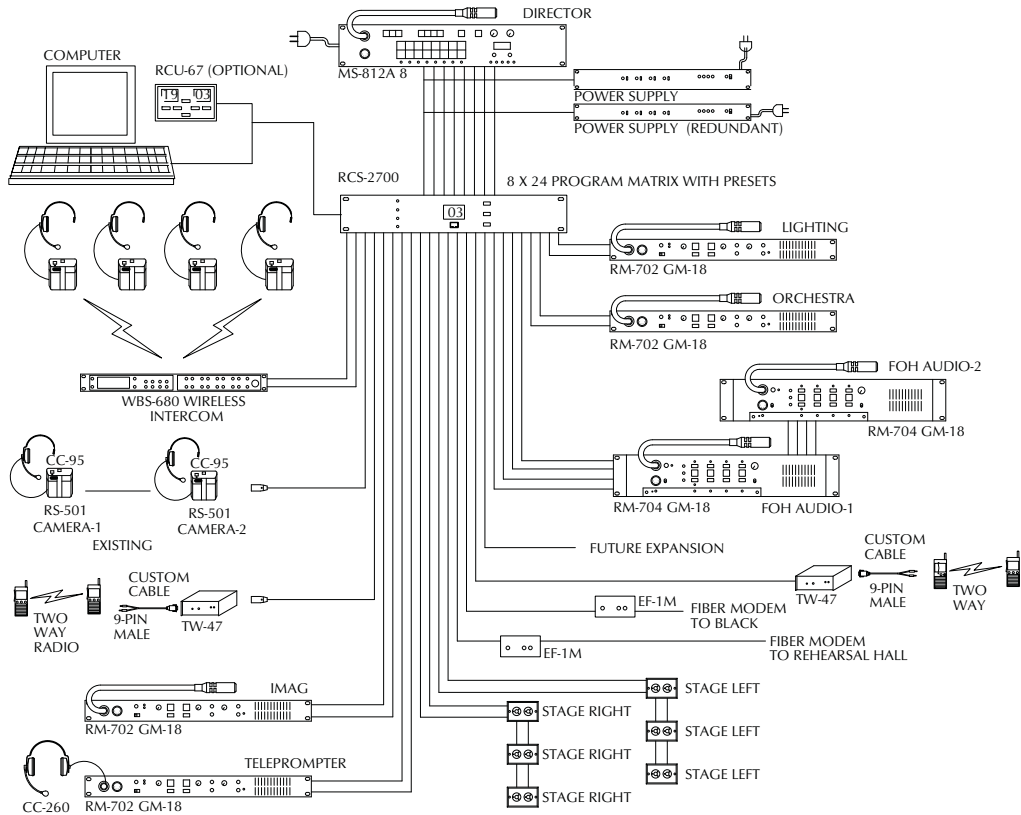 DIRECTOR
COMPUTER
RCU-67 (OPTIONAL)
19 03
MS-812A 8
POWER SUPPLY
POWER SUPPLY (REDUNDANT)
RCS-2700
8 X 24 PROGRAM MATRIX WITH PRESETS
03
LIGHTING
RM-702 GM-18
ORCHESTRA
RM-702 GM-18
FOH AUDIO-2
RM-704 GM-18
WBS-680 WIRELESS
INTERCOM
CC-95
CC-95
RS-501
CAMERA-1
RS-501
CAMERA-2
EXISTING
RM-704 GM-18
FOH AUDIO-1
FUTURE EXPANSION
CUSTOM
CABLE
9-PIN
MALE
TW-47
TWO
WAY
TWO
WAY
RADIO
CUSTOM
CABLE
9-PIN
MALE
TW-47
EF-1M
FIBER MODEM
TO BLACK
EF-1M
FIBER MODEM
TO REHEARSAL HALL
IMAG
RM-702 GM-18
STAGE LEFT
STAGE RIGHT
STAGE LEFT
STAGE RIGHT
STAGE LEFT
STAGE RIGHT
TELEPROMPTER
CC-260
RM-702 GM-18